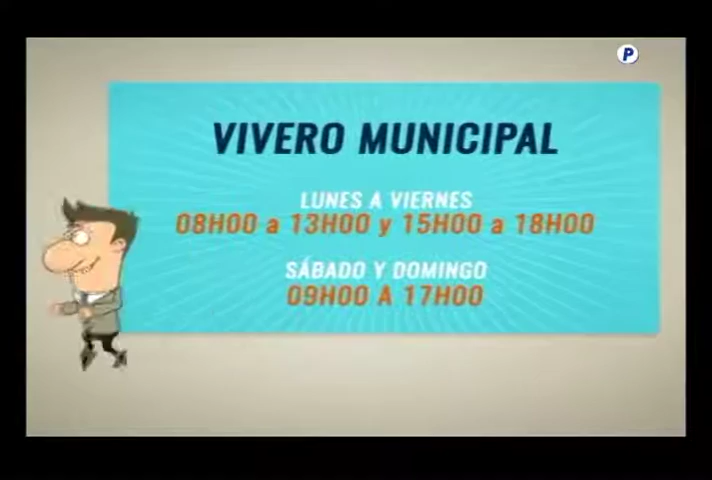 P
VIVERO MUNICIPAL
LUNES A VIERNES
08H00 a 13H00 y 15H00 a 18H00
SÁBADO Y DOMINGO
09H00 A 17H00